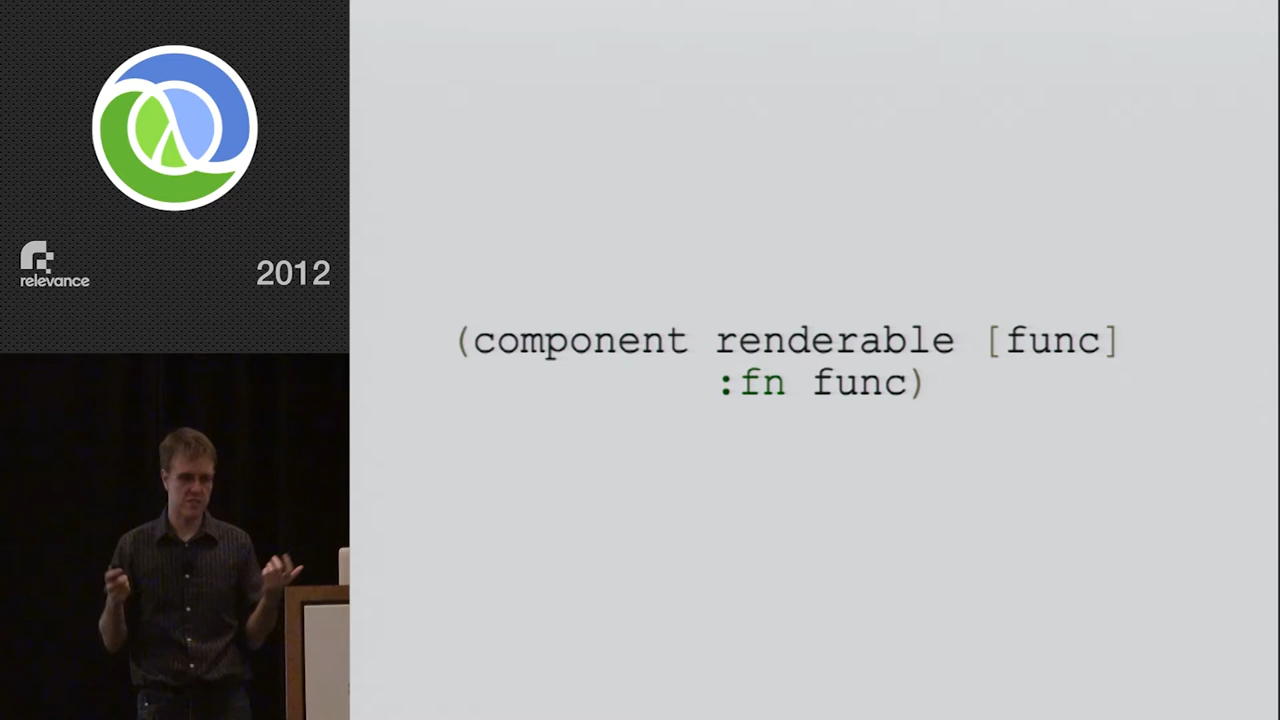 relevance
2012
(component renderable [func]
:fn func)